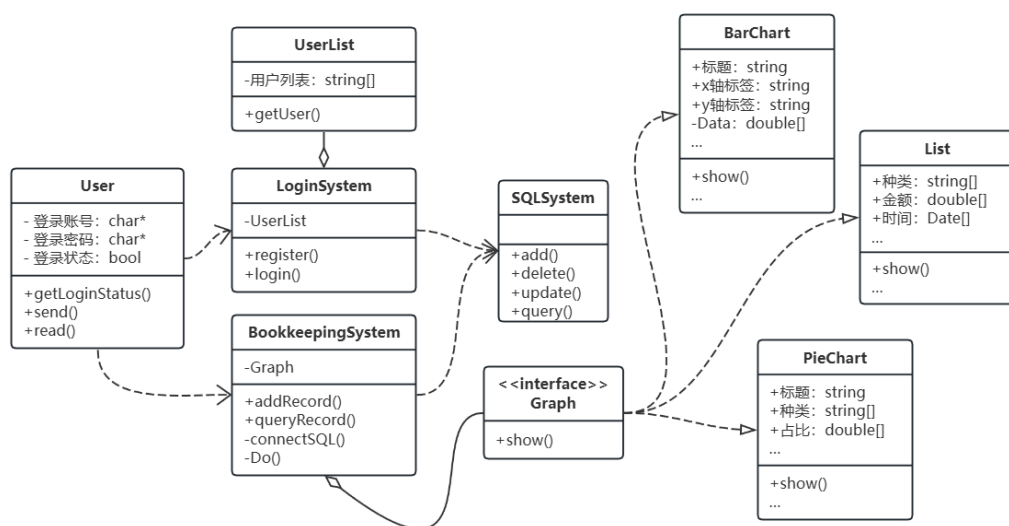 UserList
-用户列表：string[]
+getUser()
User
- 登录账号：char*
- 登录密码：char*
- 登录状态：bool
+getLoginStatus()
+send()
+read()
LoginSystem
-UserList
+register()
+login()
BookkeepingSystem
-Graph
+addRecord()
+queryRecord()
-connectSQL()
-Do()
SQLSystem
+add()
+delete()
+update()
+query()
<<interface>>
Graph
+show()
BarChart
+标题：string
+x轴标签：string
+y轴标签：string
-Data：double[]
...
+show()
...
List
+种类：string[]
+金额：double[]
+时间：Date[]
...
+show()
...
PieChart
+标题：string
+种类：string[]
+占比：double[]
...
+show()
...